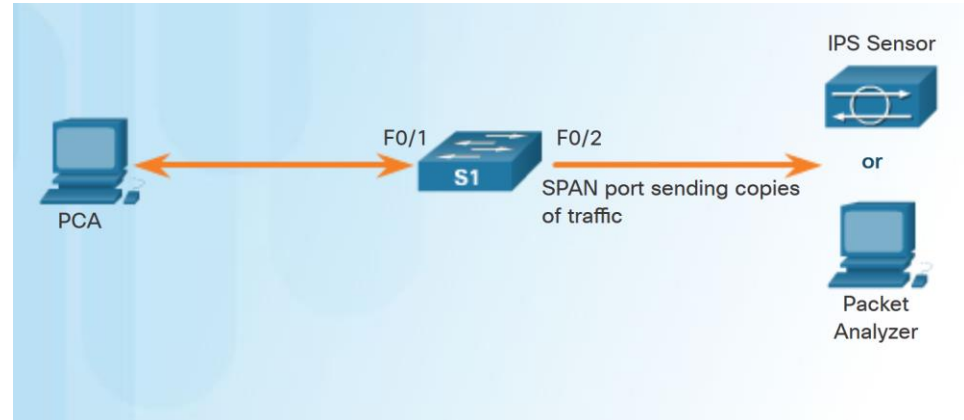 IPS Sensor
F0/1
F0/2
or
S1
SPAN port sending copies
of traffic
PCA
Packet
Analyzer